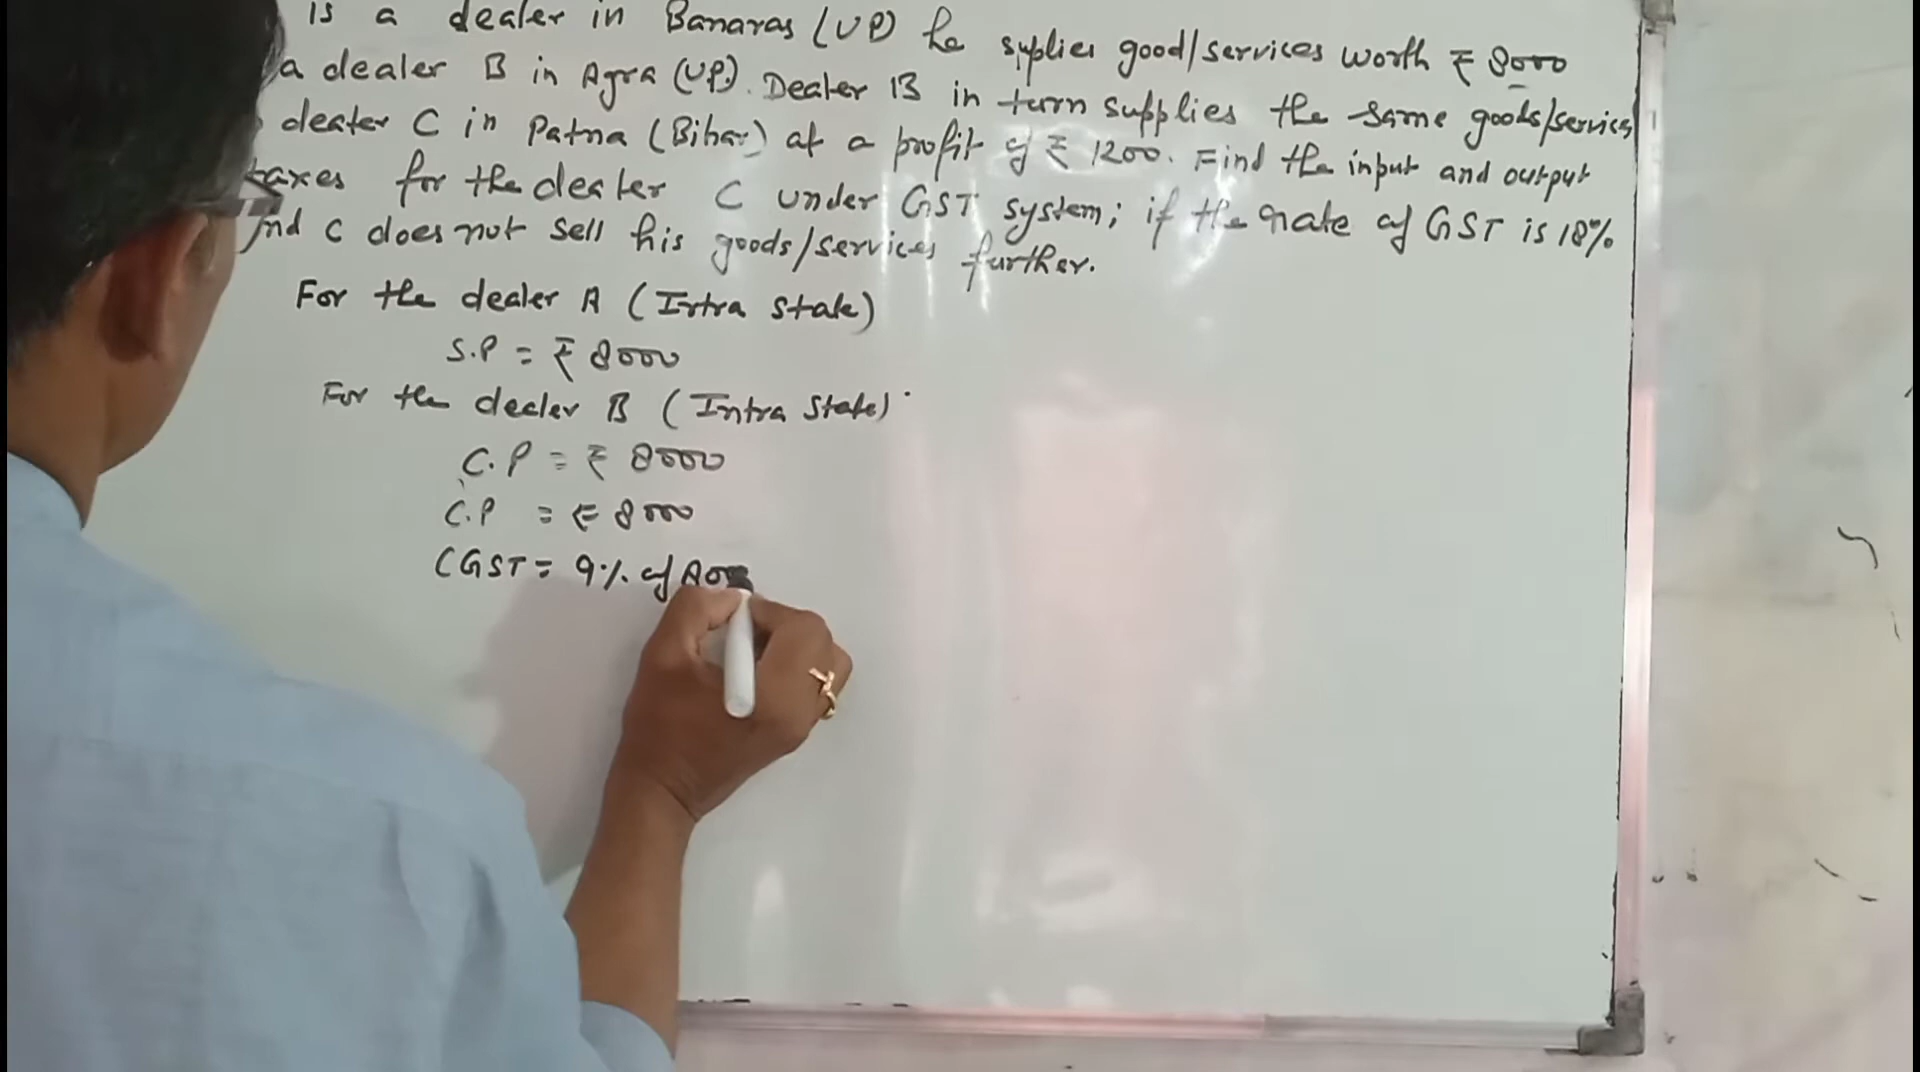 is a dealer in Banaras (UP) he supplies good/services worth ₹ 8000
a dealer B in Agra (UP). Dealer B in turn supplies the same goods/services
dealer C in Patna (Bihar) at a profit of ₹ 1200. Find the input and output
taxes for the dealer C under GST system; if the rate of GST is 18%
and C does not sell his goods/services further.
For the dealer A (Intra State)
S.P = ₹ 8000
For the dealer B (Intra State)
C.P = ₹ 8000
C.P = ₹ 8000
CGST = 9% of 800